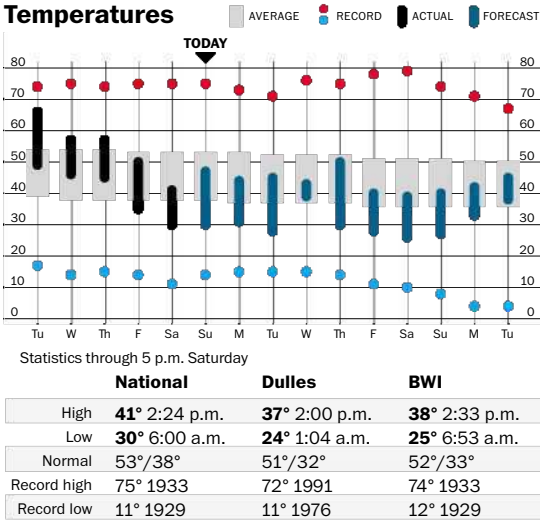 Temperatures AVERAGE RECORD ACTUAL FORECAST
TODAY
80 80
70 70
60 60
50 50
40 40
30 30
20 20
10 10
0 0
Tu W Th F Sa Su M Tu W Th F Sa Su M Tu
Statistics through 5 p.m. Saturday
National Dulles BWI
High 41° 2:24 p.m. 37° 2:00 p.m. 38° 2:33 p.m.
Low 30° 6:00 a.m. 24° 1:04 a.m. 25° 6:53 a.m.
Normal 53°/38° 51°/32° 52°/33°
Record high 75° 1933 72° 1991 74° 1933
Record low 11° 1929 11° 1976 12° 1929